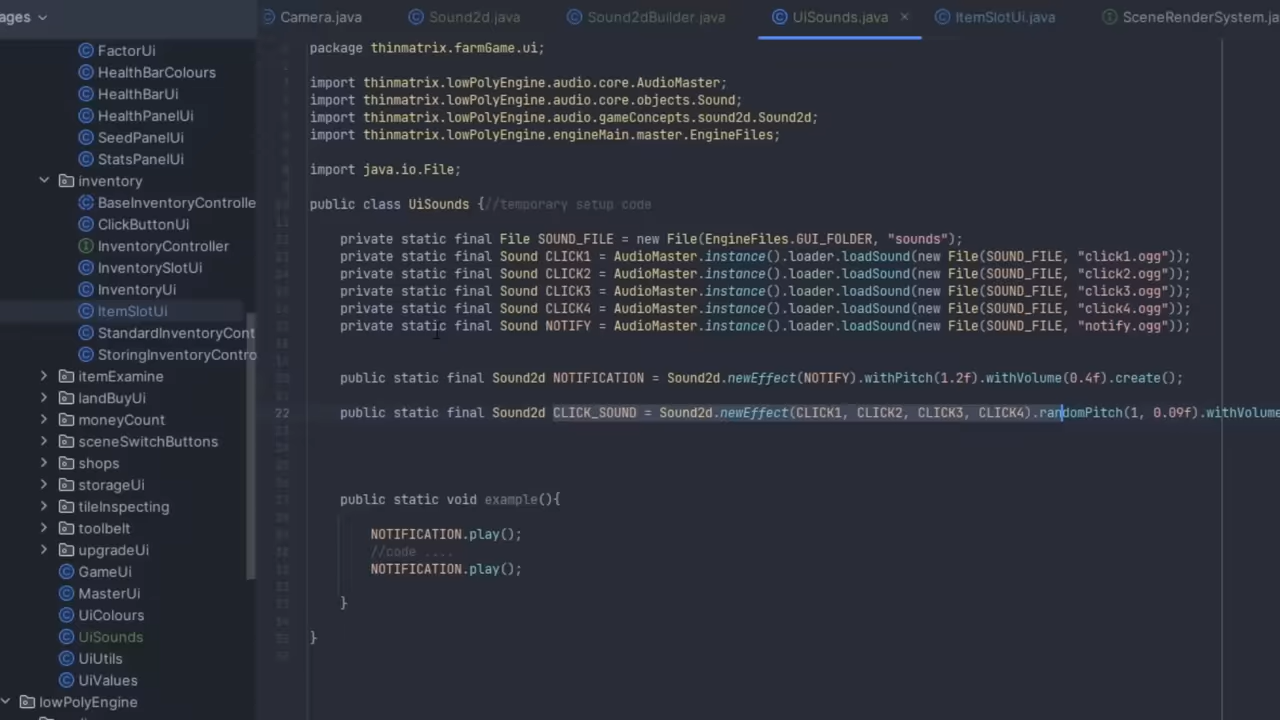 ages
Camera.java
Sound2d.java
Sound2dBuilder.java
UiSounds.java
ItemSlotUi.java
SceneRenderSystem.ja
FactorUi
HealthBarColours
HealthBarUi
HealthPanelUi
SeedPanelUi
StatsPanelUi
inventory
BaseInventoryControlle
ClickButtonUi
InventoryController
InventorySlotUi
InventoryUi
ItemSlotUi
StandardInventoryCont
StoringInventoryContro
itemExamine
landBuyUi
moneyCount
sceneSwitchButtons
shops
storageUi
tileInspecting
toolbelt
upgradeUi
GameUi
MasterUi
UiColours
UiSounds
UiUtils
UiValues
lowPolyEngine
package thinmatrix.farmGame.ui;
import thinmatrix.lowPolyEngine.audio.core.AudioMaster;
import thinmatrix.lowPolyEngine.audio.core.objects.Sound;
import thinmatrix.lowPolyEngine.audio.gameConcepts.sound2d.Sound2d;
import thinmatrix.lowPolyEngine.engineMain.master.EngineFiles;
import java.io.File;
public class UiSounds {//temporary setup code
private static final File SOUND_FILE = new File(EngineFiles.GUI_FOLDER, "sounds");
private static final Sound CLICK1 = AudioMaster.instance().loader.loadSound(new File(SOUND_FILE, "click1.ogg"));
private static final Sound CLICK2 = AudioMaster.instance().loader.loadSound(new File(SOUND_FILE, "click2.ogg"));
private static final Sound CLICK3 = AudioMaster.instance().loader.loadSound(new File(SOUND_FILE, "click3.ogg"));
private static final Sound CLICK4 = AudioMaster.instance().loader.loadSound(new File(SOUND_FILE, "click4.ogg"));
private static final Sound NOTIFY = AudioMaster.instance().loader.loadSound(new File(SOUND_FILE, "notify.ogg"));
public static final Sound2d NOTIFICATION = Sound2d.newEffect(NOTIFY).withPitch(1.2f).withVolume(0.4f).create();
22 public static final Sound2d CLICK_SOUND = Sound2d.newEffect(CLICK1, CLICK2, CLICK3, CLICK4).randomPitch(1, 0.09f).withVolume
public static void example(){
NOTIFICATION.play();
//code ....
NOTIFICATION.play();
}
}